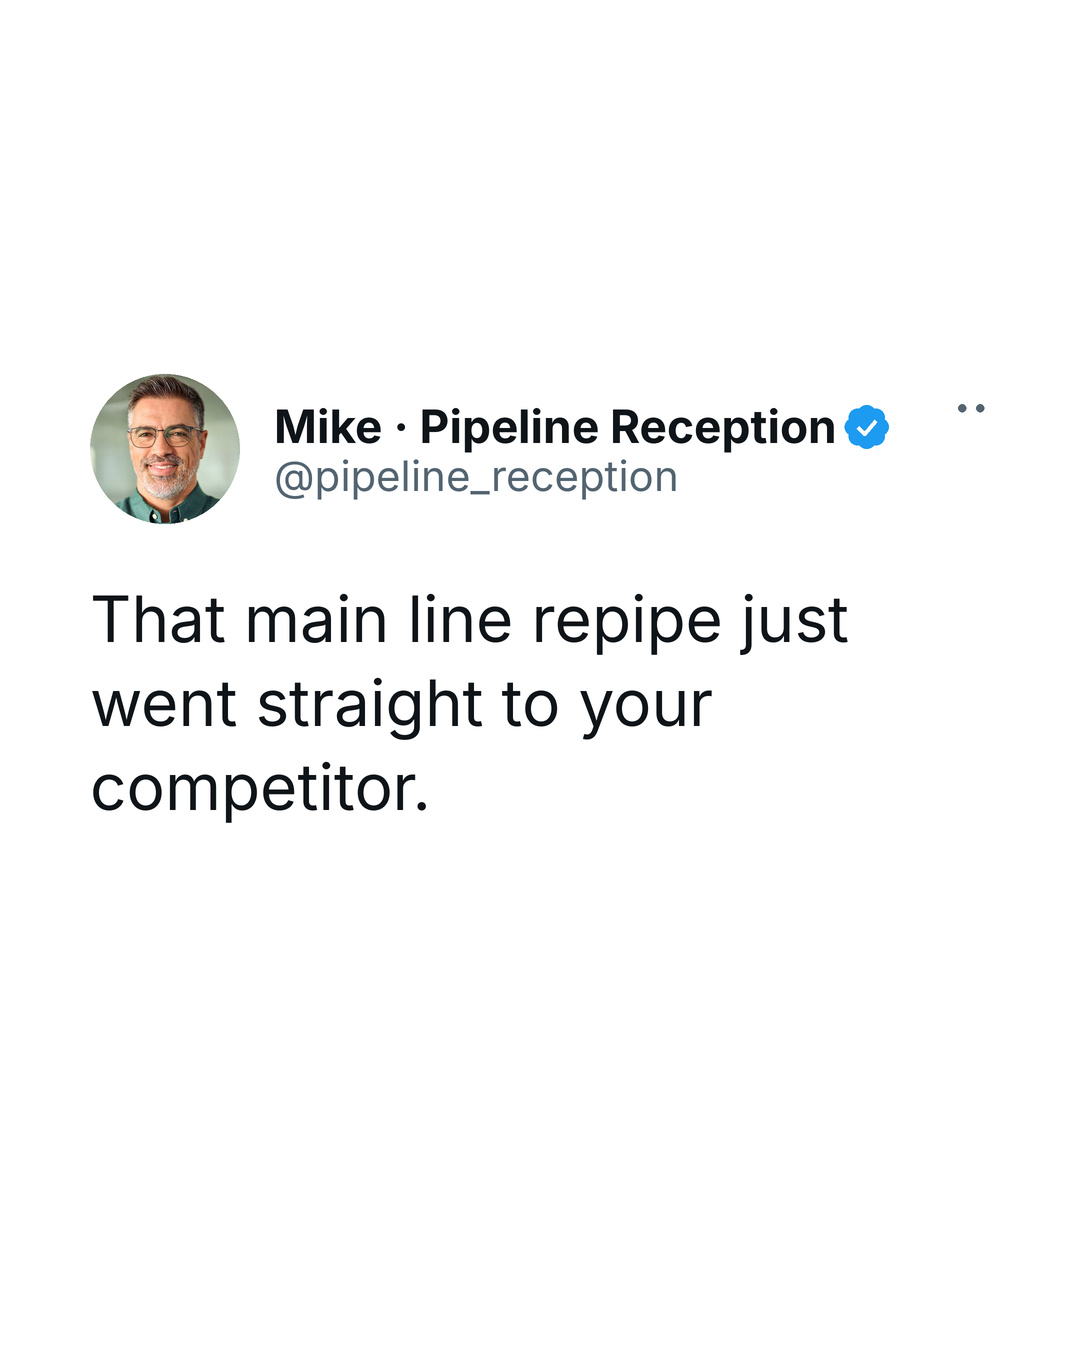 Mike · Pipeline Reception
@pipeline_reception
That main line repipe just
went straight to your
competitor.